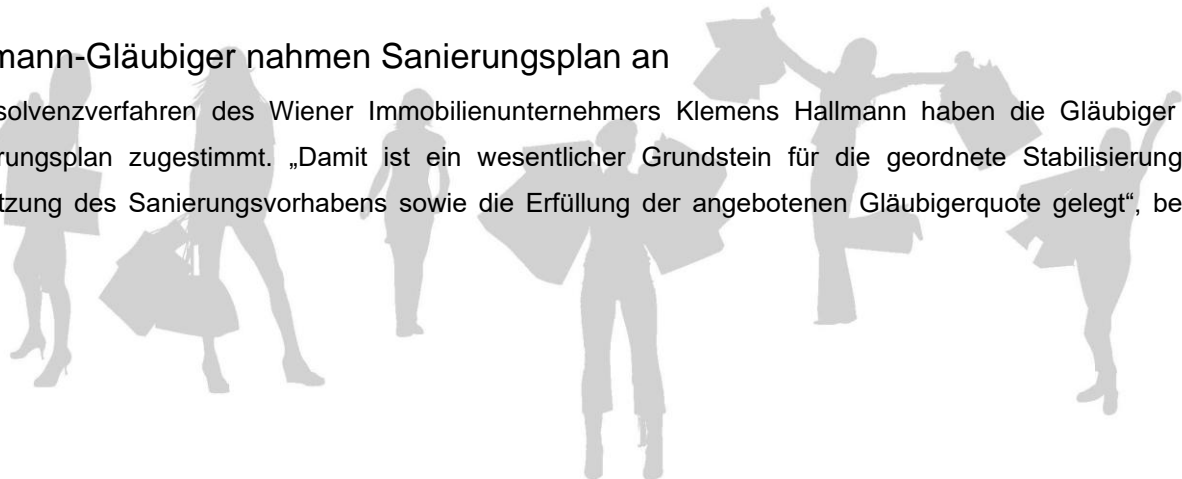 mann-Gläubiger nahmen Sanierungsplan an
solvenzverfahren des Wiener Immobilienunternehmers Klemens Hallmann haben die Gläubiger
rungsplan zugestimmt. „Damit ist ein wesentlicher Grundstein für die geordnete Stabilisierung
tzung des Sanierungsvorhabens sowie die Erfüllung der angebotenen Gläubigerquote gelegt“, be